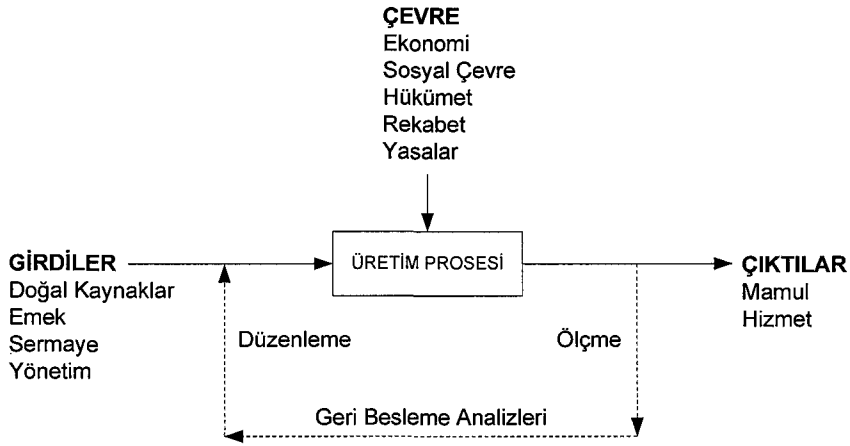 ÇEVRE
Ekonomi
Sosyal Çevre
Hükümet
Rekabet
Yasalar
GİRDİLER
Doğal Kaynaklar
Emek
Sermaye
Yönetim
ÜRETİM PROSESİ
ÇIKTILAR
Mamul
Hizmet
Düzenleme
Ölçme
Geri Besleme Analizleri